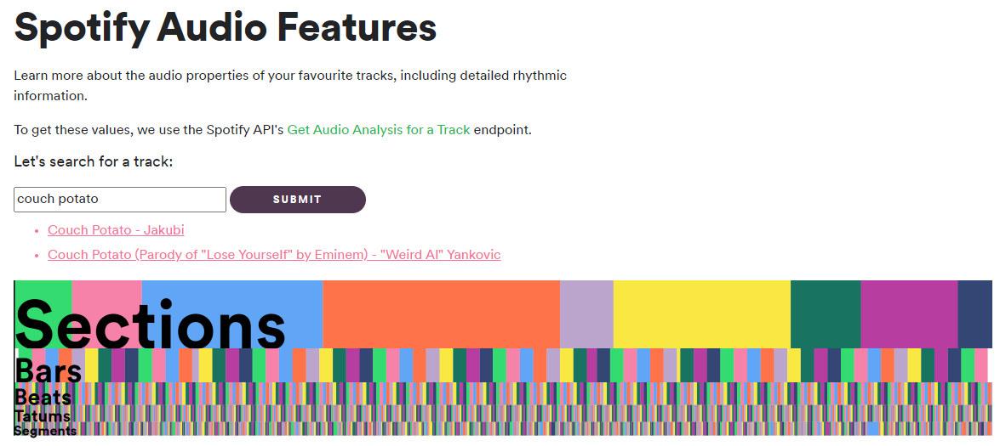 Spotify Audio Features
Learn more about the audio properties of your favourite tracks, including detailed rhythmic
information.
To get these values, we use the Spotify API's Get Audio Analysis for a Track endpoint.
Let's search for a track:
couch potato SUBMIT
• Couch Potato - Jakubi
• Couch Potato (Parody of "Lose Yourself" by Eminem) - "Weird Al" Yankovic
Sections
Bars
Beats
Tatums
Segments